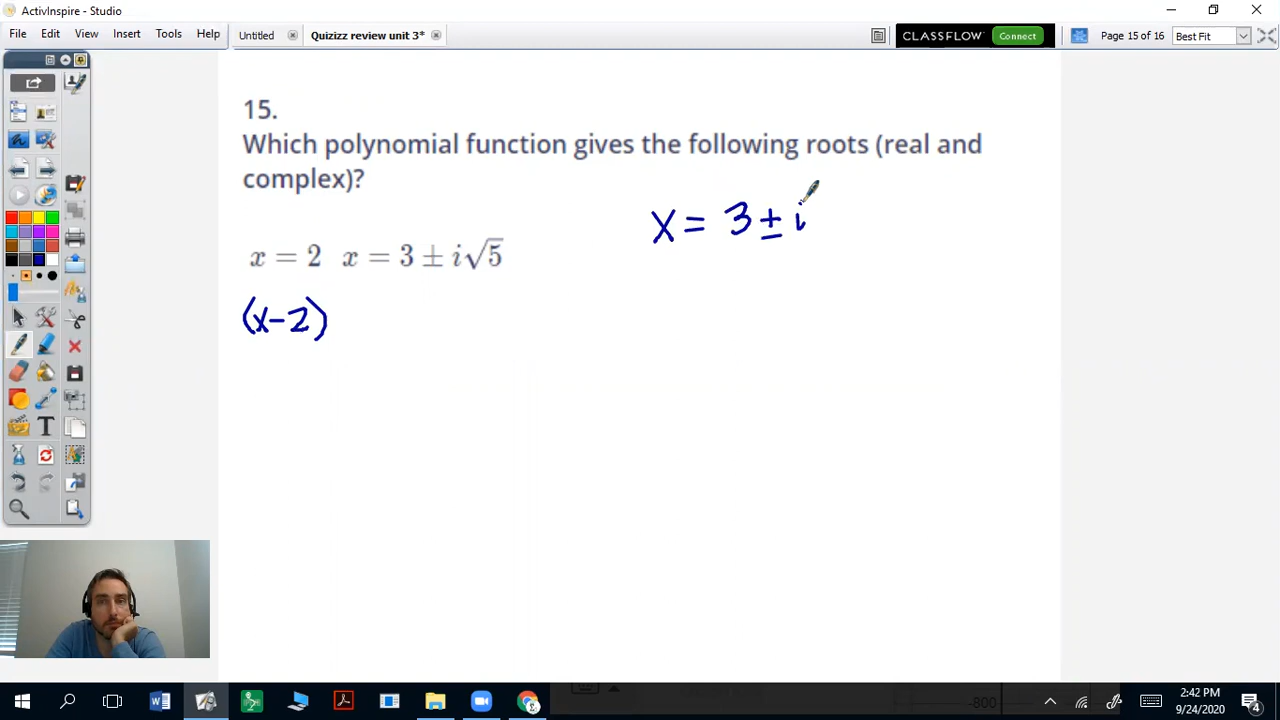 ActivInspire - Studio
File Edit View Insert Tools Help
Untitled
Quizizz review unit 3*
CLASSFLOW Connect
Page 15 of 16
Best Fit
15.
Which polynomial function gives the following roots (real and
complex)?
x = 2 x = 3 ± i√5
x = 3 ± i
(x-2)
-800
2:42 PM
9/24/2020
4